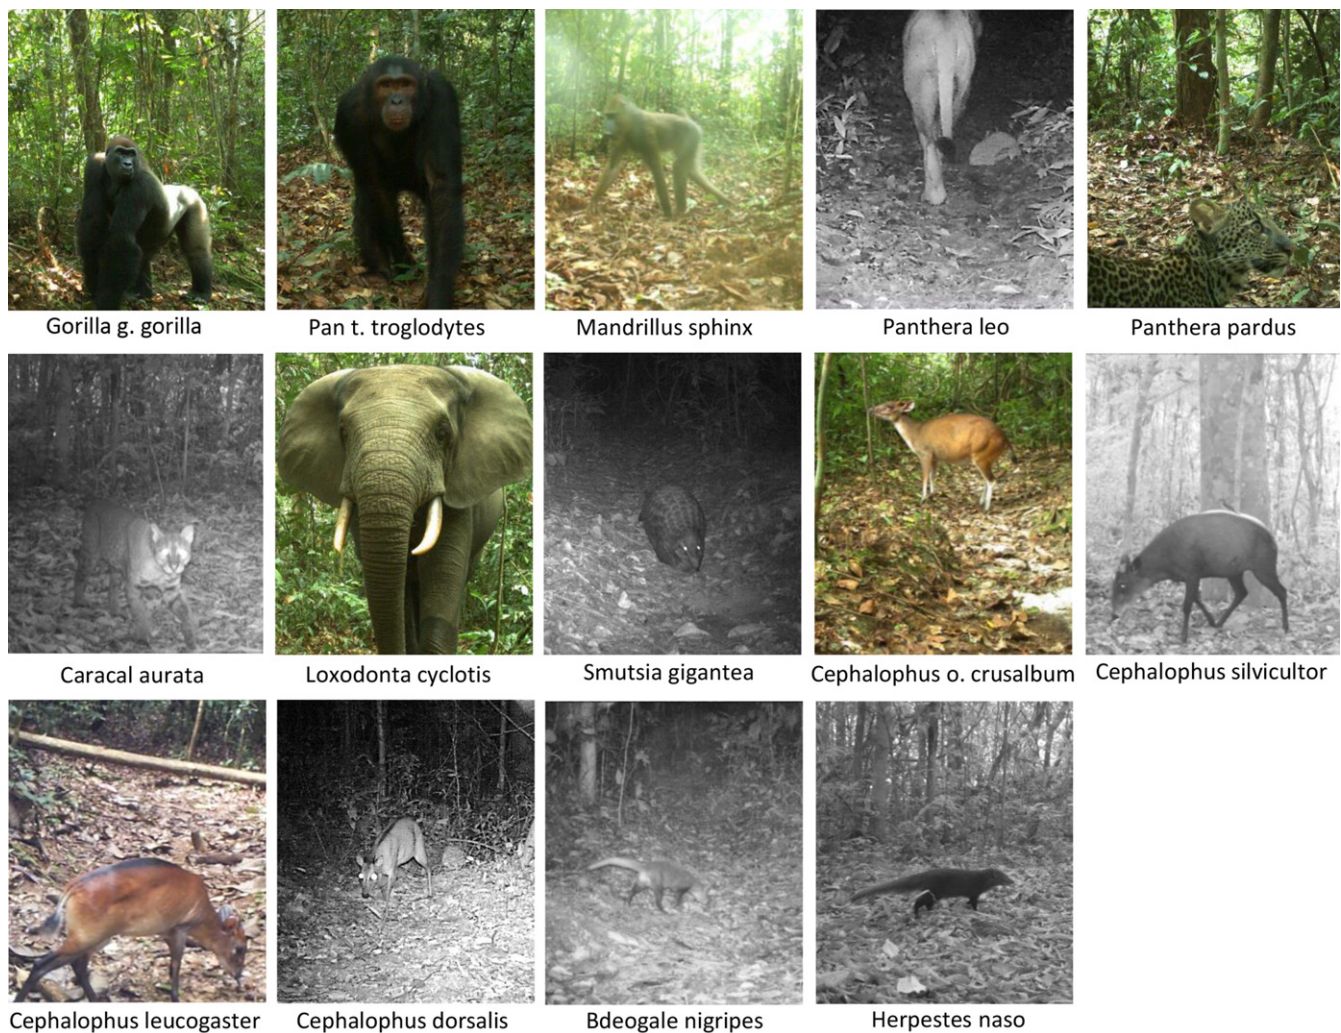 Gorilla g. gorilla
Pan t. troglodytes
Mandrillus sphinx
Panthera leo
Panthera pardus
Caracal aurata
Loxodonta cyclotis
Smutsia gigantea
Cephalophus o. crusalbum
Cephalophus silvicultor
Cephalophus leucogaster
Cephalophus dorsalis
Bdeogale nigripes
Herpestes naso